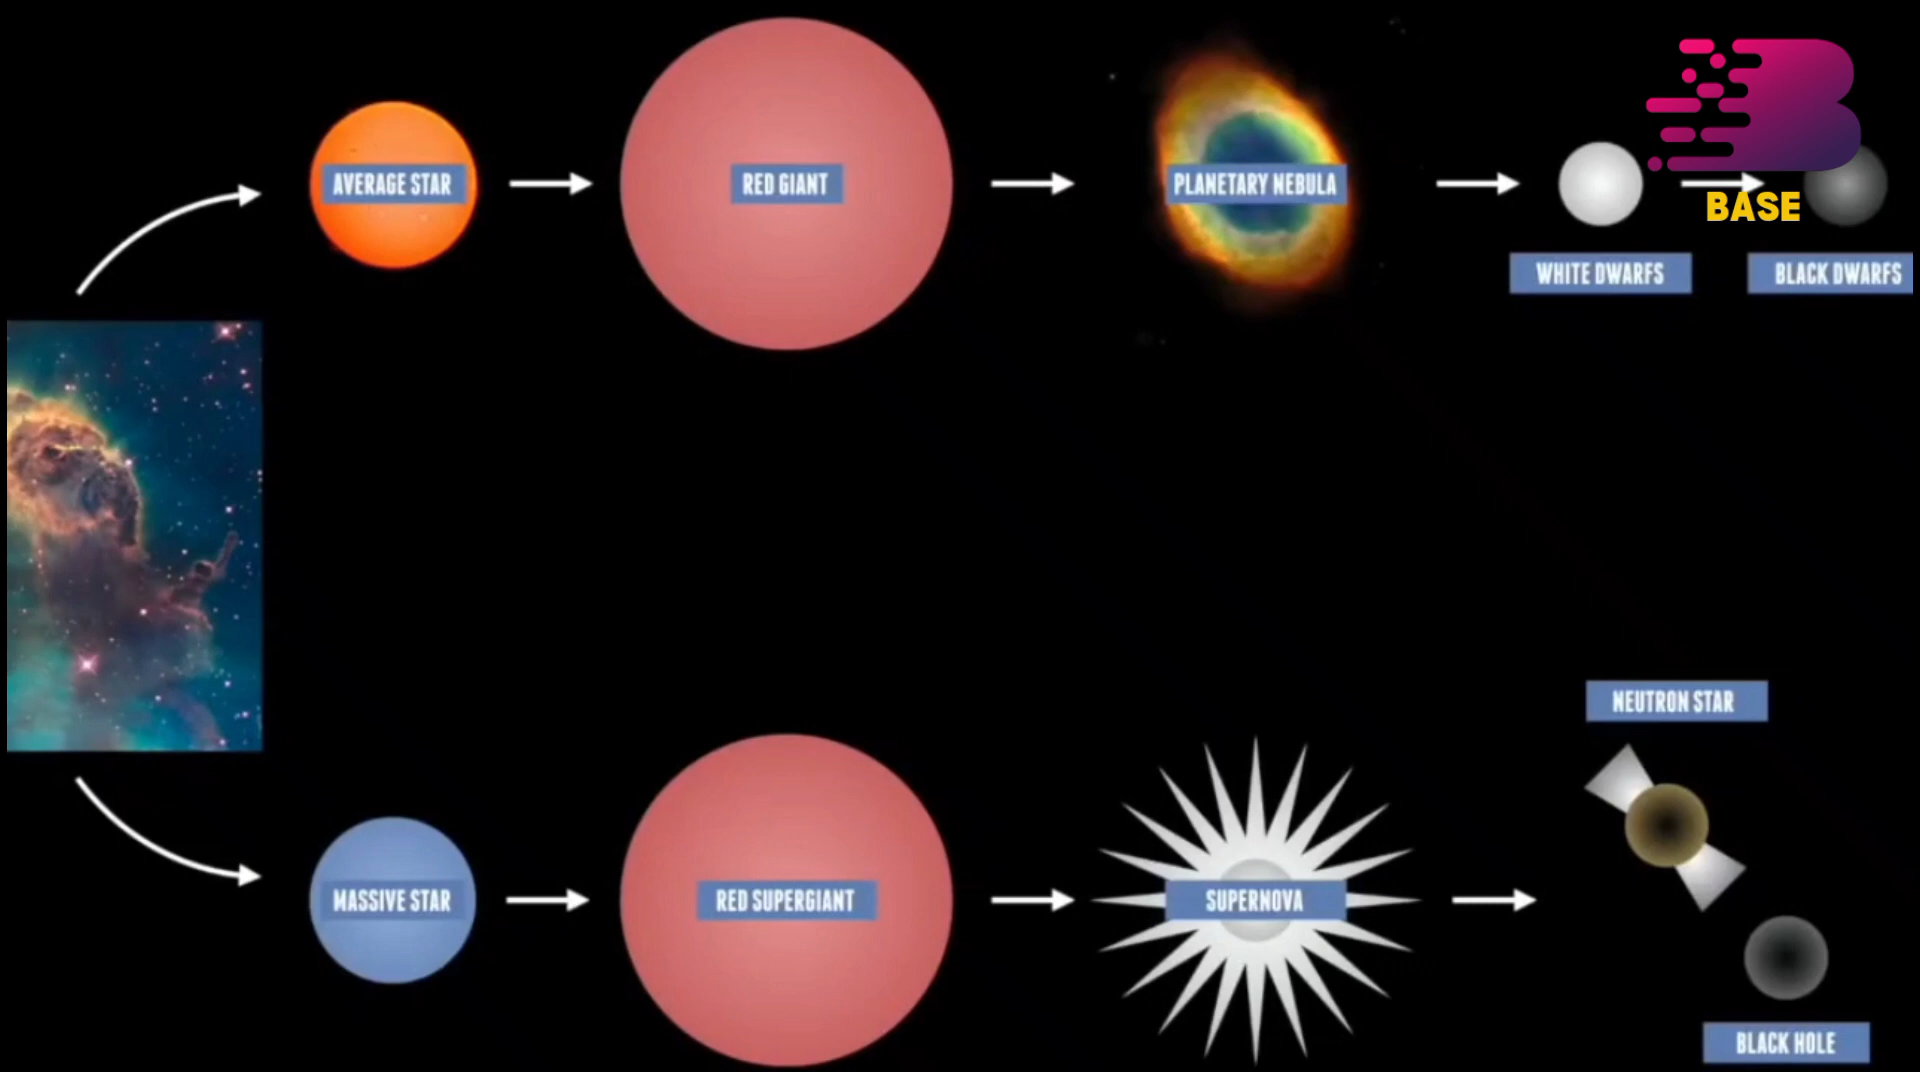 AVERAGE STAR
RED GIANT
PLANETARY NEBULA
BASE
WHITE DWARFS
BLACK DWARFS
NEUTRON STAR
MASSIVE STAR
RED SUPERGIANT
SUPERNOVA
BLACK HOLE